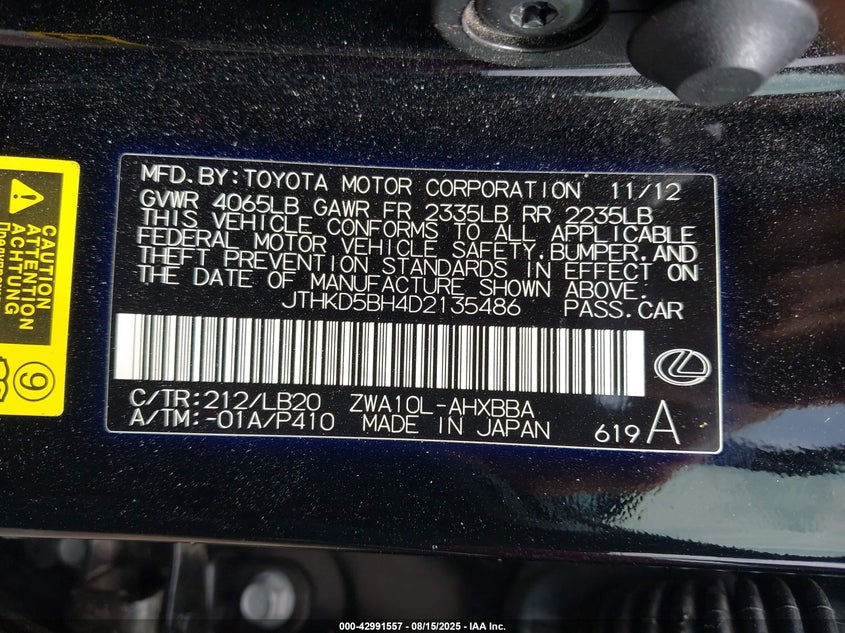 MFD. BY: TOYOTA MOTOR CORPORATION 11/12
GVWR 4065LB GAWR FR 2335LB RR 2235LB
THIS VEHICLE CONFORMS TO ALL APPLICABLE
FEDERAL MOTOR VEHICLE SAFETY, BUMPER, AND
THEFT PREVENTION STANDARDS IN EFFECT ON
THE DATE OF MANUFACTURE SHOWN ABOVE.
JTHKD5BH4D2135486 PASS. CAR
C/TR: 212/LB20 ZWA10L-AHXBBA
A/TM: -01A/P410 MADE IN JAPAN
619 A
CAUTION
ATTENTION
ACHTUNG
9
000-42991557 - 08/15/2025 - IAA Inc.